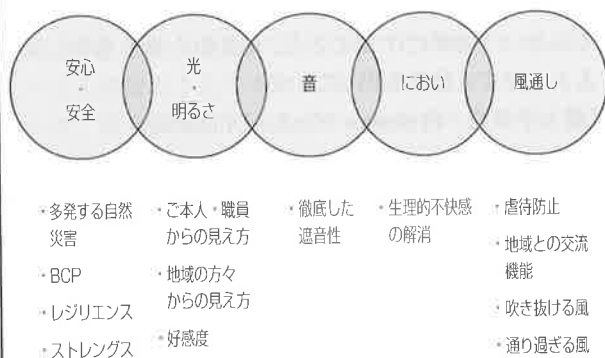 安心
・
安全
光
・
明るさ
音
におい
風通し
・多発する自然
災害
・BCP
・レジリエンス
・ストレングス
・ご本人・職員
からの見え方
・地域の方々
からの見え方
・好感度
・徹底した
遮音性
・生理的不快感
の解消
・虐待防止
・地域との交流
機能
・吹き抜ける風
・通り過ぎる風